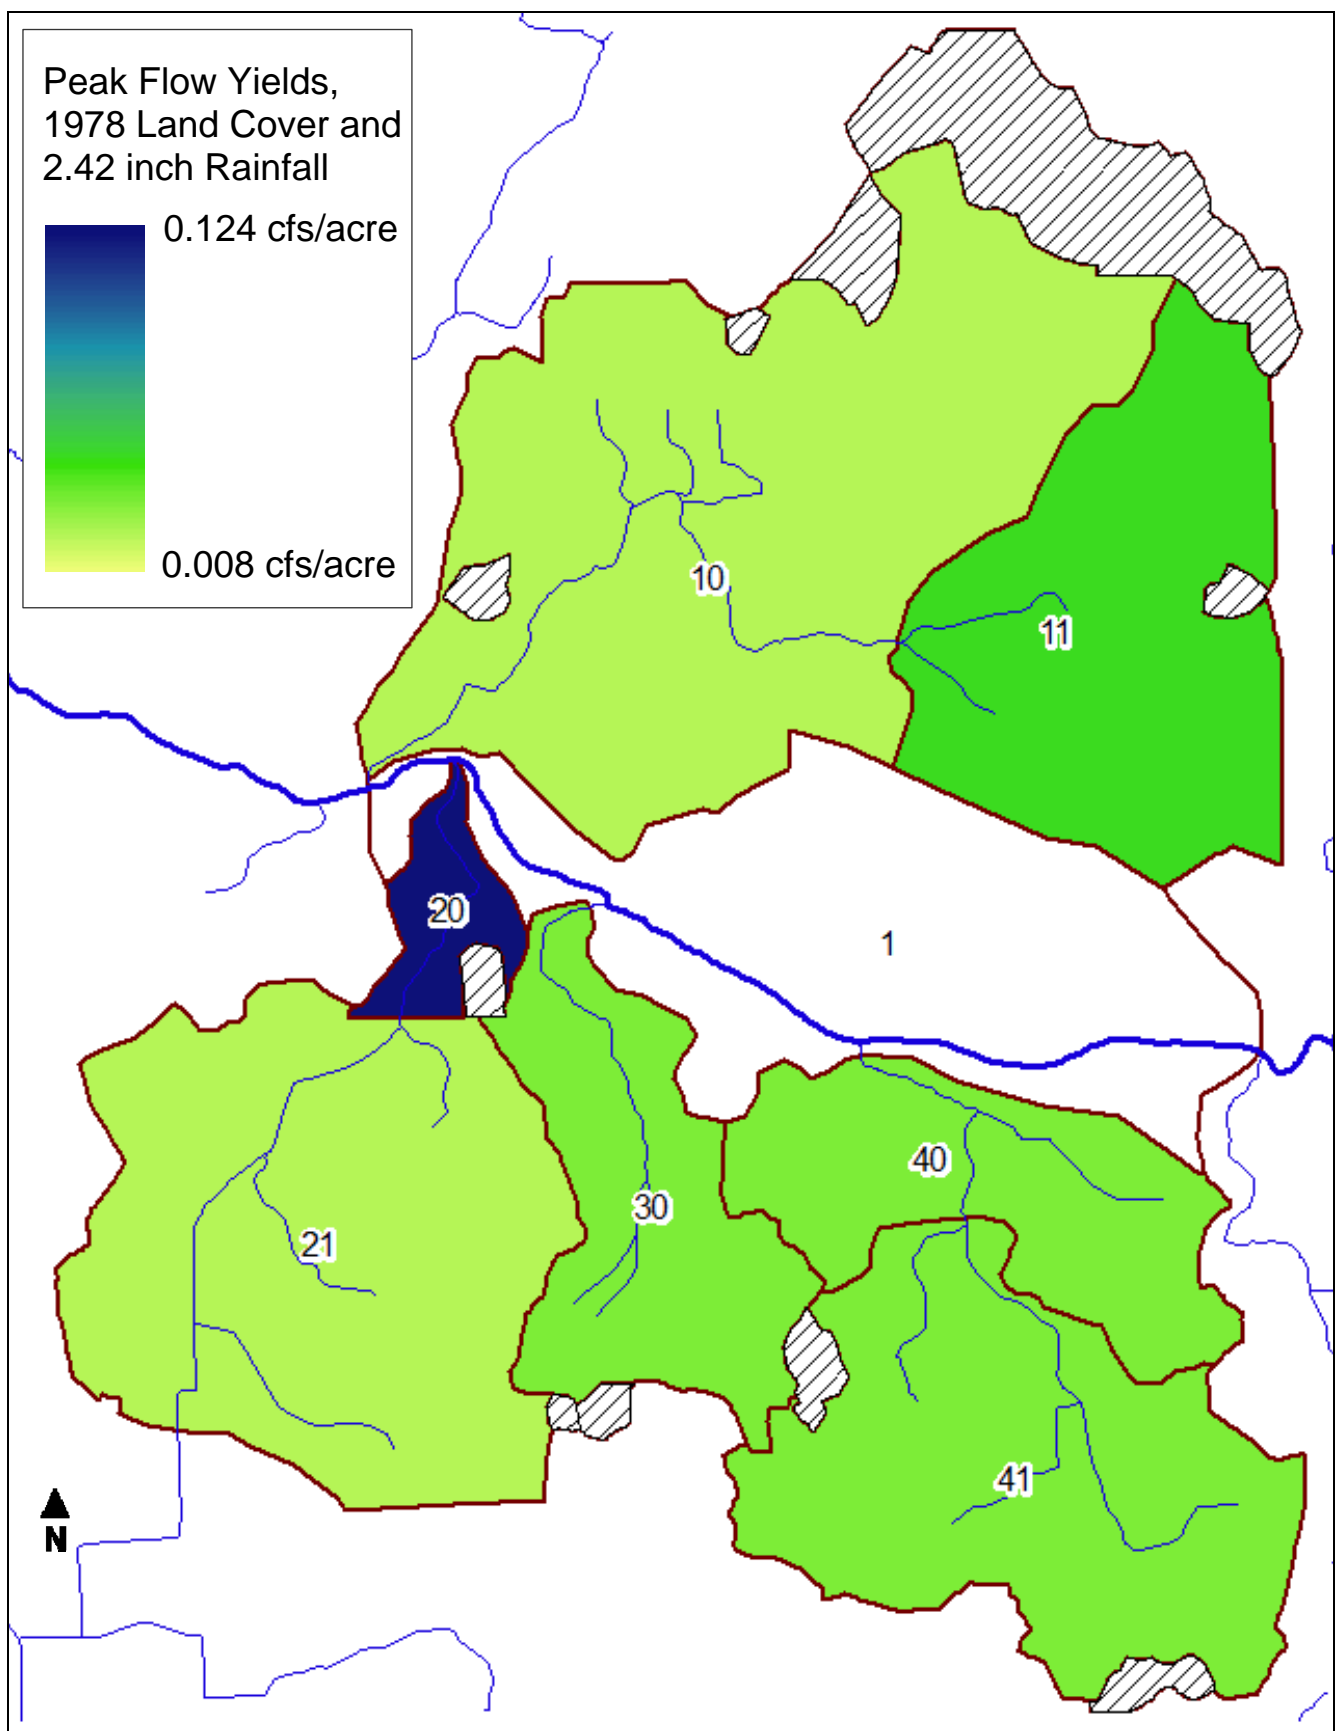 Peak Flow Yields,
1978 Land Cover and
2.42 inch Rainfall
0.124 cfs/acre
0.008 cfs/acre
10
11
20
1
40
30
21
41
N